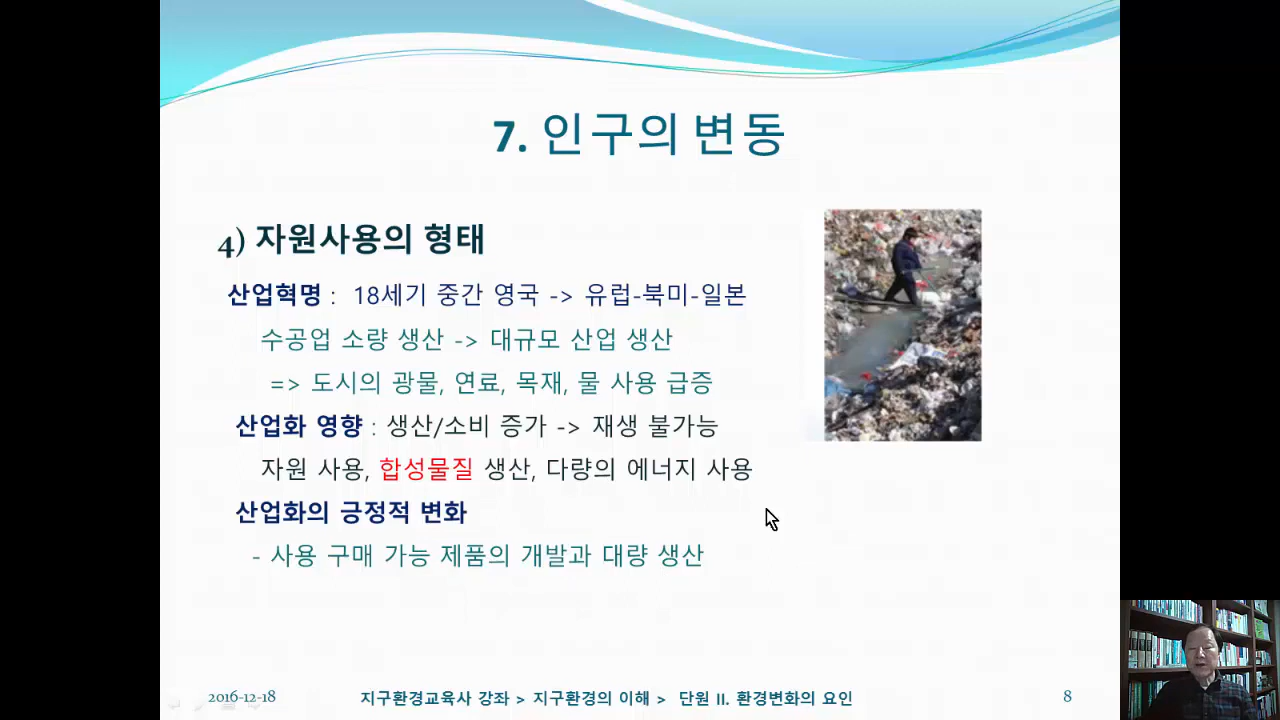 7. 인구의 변동
4) 자원사용의 형태
산업혁명 : 18세기 중간 영국 -> 유럽-북미-일본
수공업 소량 생산 -> 대규모 산업 생산
=> 도시의 광물, 연료, 목재, 물 사용 급증
산업화 영향 : 생산/소비 증가 -> 재생 불가능
자원 사용, 합성물질 생산, 다량의 에너지 사용
산업화의 긍정적 변화
- 사용 구매 가능 제품의 개발과 대량 생산
2016-12-18 지구환경교육사 강좌 > 지구환경의 이해 > 단원 II. 환경변화의 요인 8